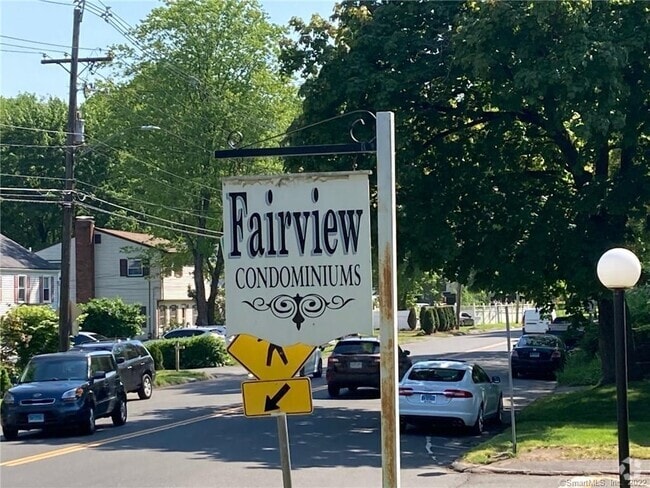 Fairview
CONDOMINIUMS
©SmartMLS, Inc. 2022